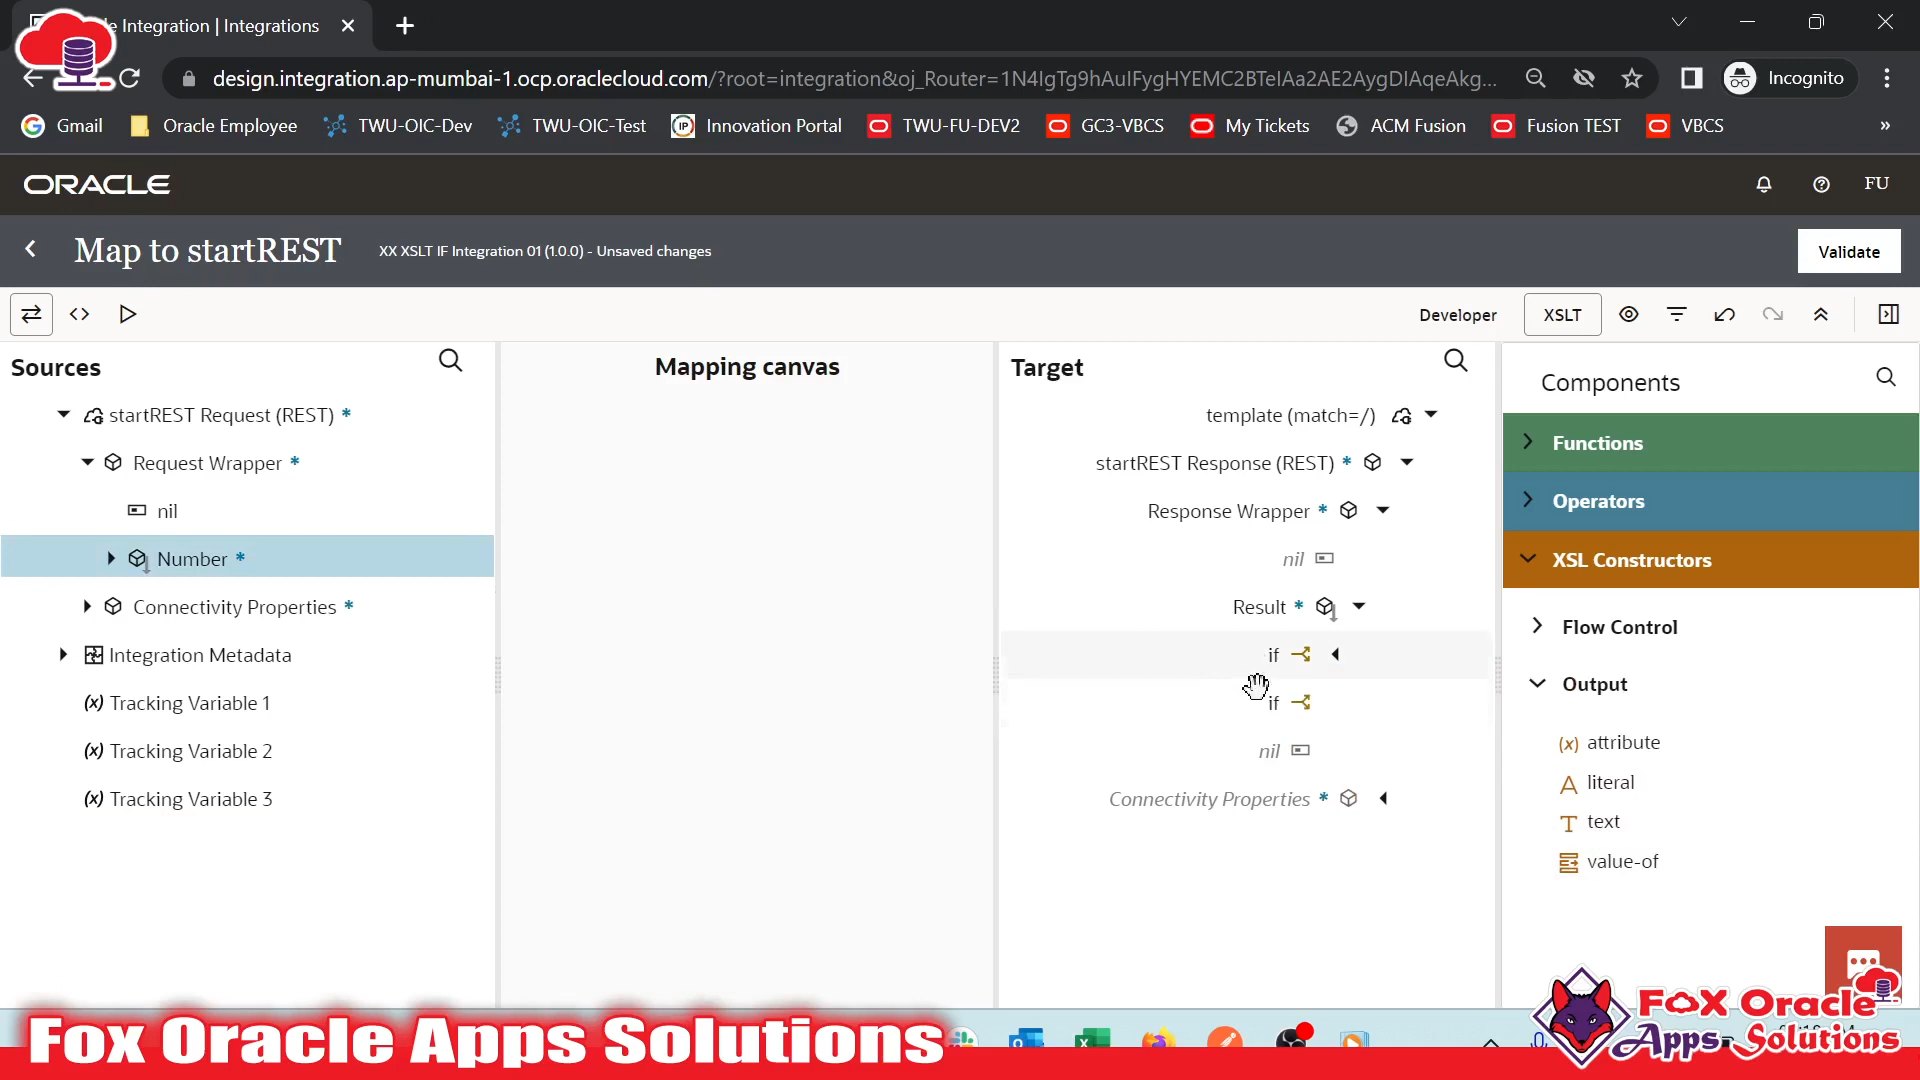 e Integration | Integrations
design.integration.ap-mumbai-1.ocp.oraclecloud.com/?root=integration&oj_Router=1N4IgTg9hAuIFygHYEMC2BTeIAa2AE2AygDIAqeAkg...
Incognito
Gmail
Oracle Employee
TWU-OIC-Dev
TWU-OIC-Test
Innovation Portal
TWU-FU-DEV2
GC3-VBCS
My Tickets
ACM Fusion
Fusion TEST
VBCS
»
ORACLE
FU
Map to startREST
XX XSLT IF Integration 01 (1.0.0) - Unsaved changes
Validate
Developer
XSLT
Sources
Mapping canvas
Target
Components
startREST Request (REST) *
Request Wrapper *
nil
Number *
Connectivity Properties *
Integration Metadata
(x) Tracking Variable 1
(x) Tracking Variable 2
(x) Tracking Variable 3
template (match=/)
startREST Response (REST) *
Response Wrapper *
nil
Result *
if
if
nil
Connectivity Properties *
Functions
Operators
XSL Constructors
Flow Control
Output
(x) attribute
literal
text
value-of
Fox Oracle Apps Solutions
Fox Oracle
Apps Solutions